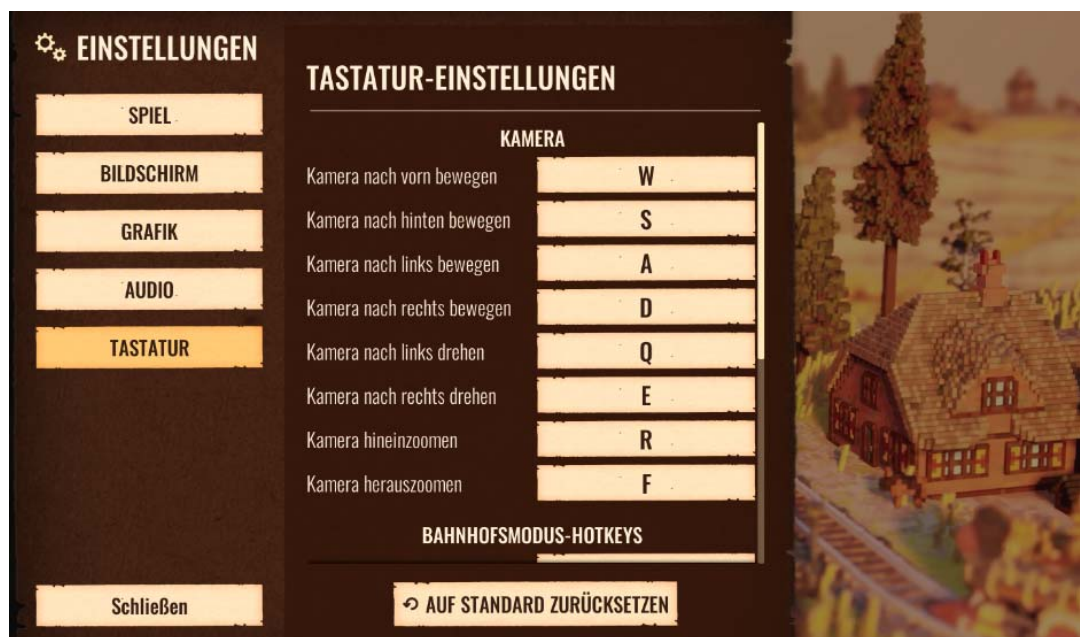 EINSTELLUNGEN
SPIEL
BILDSCHIRM
GRAFIK
AUDIO
TASTATUR
Schließen
TASTATUR-EINSTELLUNGEN
KAMERA
Kamera nach vorn bewegen W
Kamera nach hinten bewegen S
Kamera nach links bewegen A
Kamera nach rechts bewegen D
Kamera nach links drehen Q
Kamera nach rechts drehen E
Kamera hineinzoomen R
Kamera herauszoomen F
BAHNHOFSMODUS-HOTKEYS
AUF STANDARD ZURÜCKSETZEN